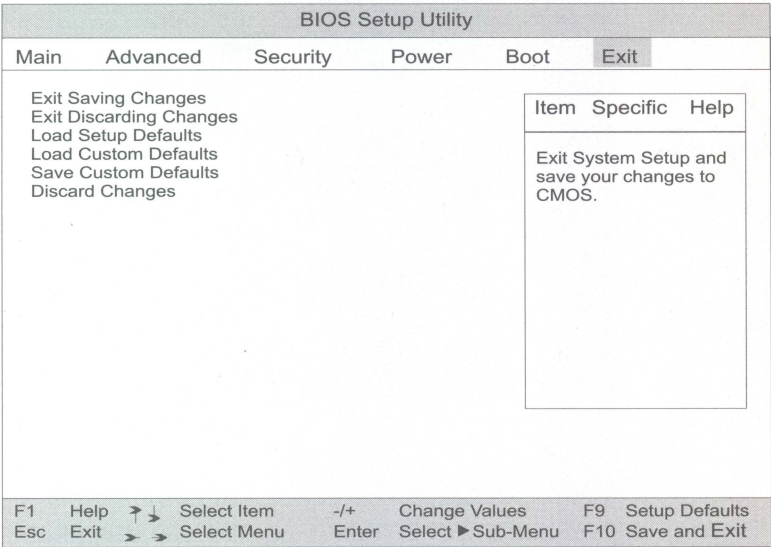 BIOS Setup Utility
Main Advanced Security Power Boot Exit
Exit Saving Changes
Exit Discarding Changes
Load Setup Defaults
Load Custom Defaults
Save Custom Defaults
Discard Changes
Item Specific Help
Exit System Setup and
save your changes to
CMOS.
F1 Help Select Item -/+ Change Values F9 Setup Defaults
Esc Exit Select Menu Enter Select ▶ Sub-Menu F10 Save and Exit